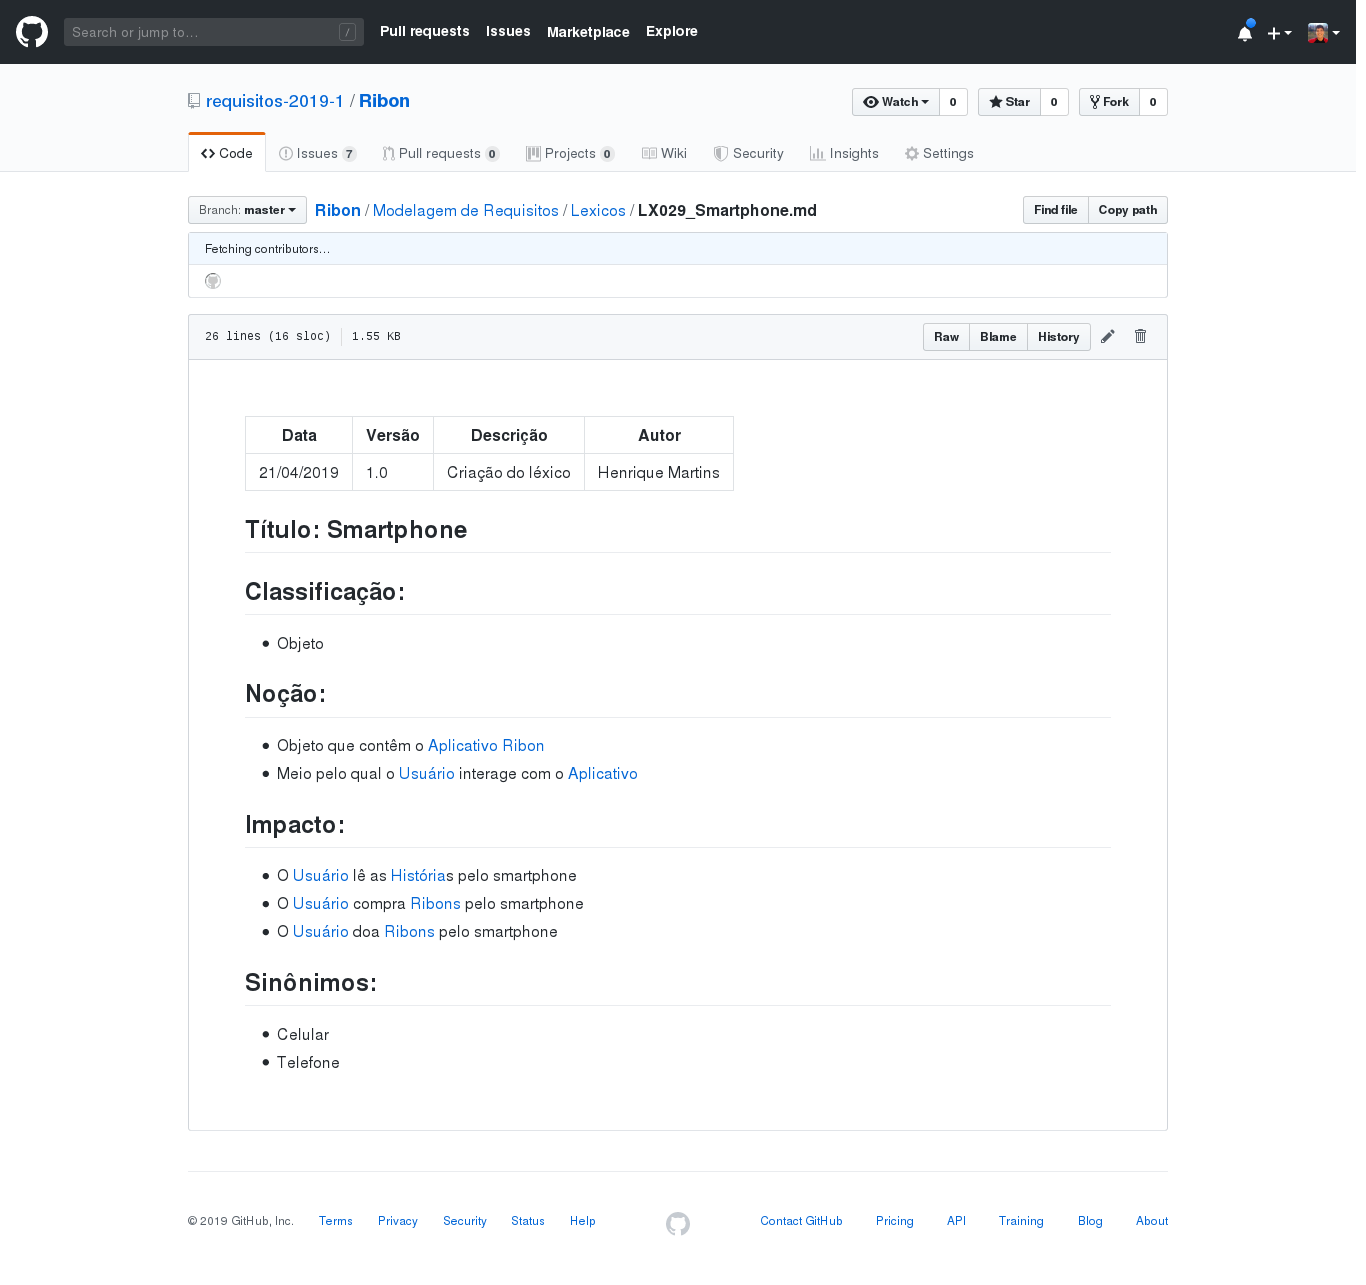 Search or jump to... /
Pull requests Issues Marketplace Explore
requisitos-2019-1 / Ribon
Watch 0 Star 0 Fork 0
Code Issues 7 Pull requests 0 Projects 0 Wiki Security Insights Settings
Branch: master Ribon / Modelagem de Requisitos / Lexicos / LX029_Smartphone.md Find file Copy path
Fetching contributors...
26 lines (16 sloc) 1.55 KB Raw Blame History
Data Versão Descrição Autor
21/04/2019 1.0 Criação do léxico Henrique Martins
Título: Smartphone
Classificação:
• Objeto
Noção:
• Objeto que contêm o Aplicativo Ribon
• Meio pelo qual o Usuário interage com o Aplicativo
Impacto:
• O Usuário lê as Histórias pelo smartphone
• O Usuário compra Ribons pelo smartphone
• O Usuário doa Ribons pelo smartphone
Sinônimos:
• Celular
• Telefone
© 2019 GitHub, Inc. Terms Privacy Security Status Help Contact GitHub Pricing API Training Blog About